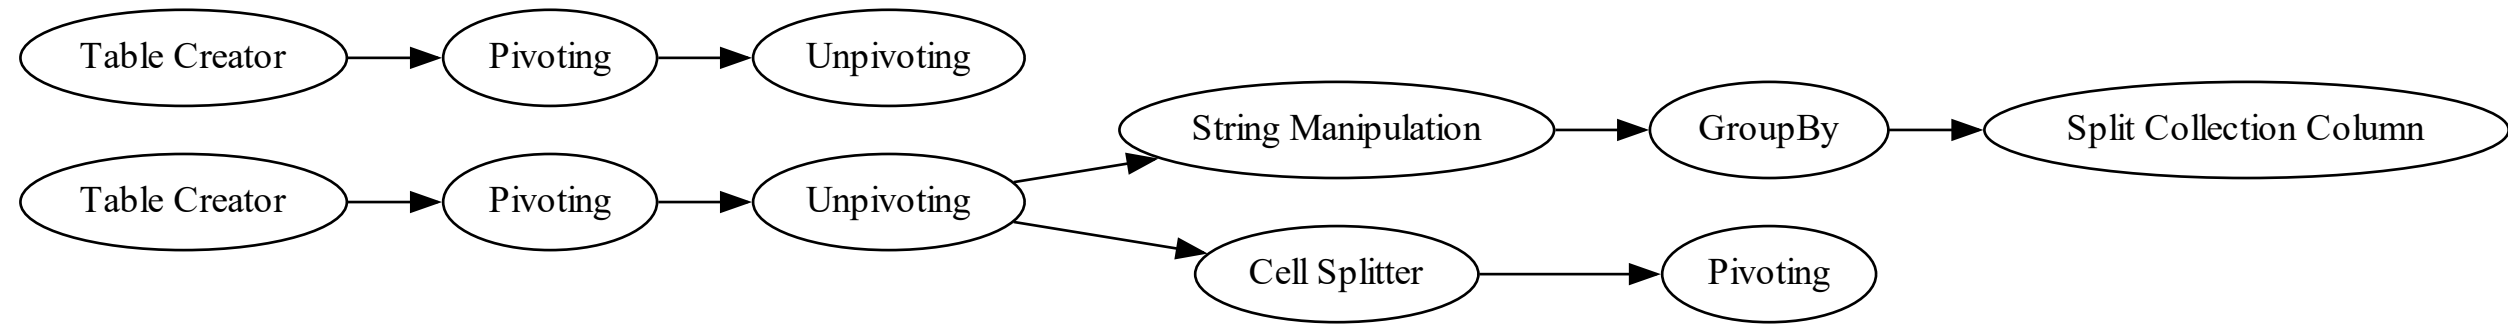 Table Creator
Pivoting
Unpivoting
String Manipulation
GroupBy
Split Collection Column
Table Creator
Pivoting
Unpivoting
Cell Splitter
Pivoting